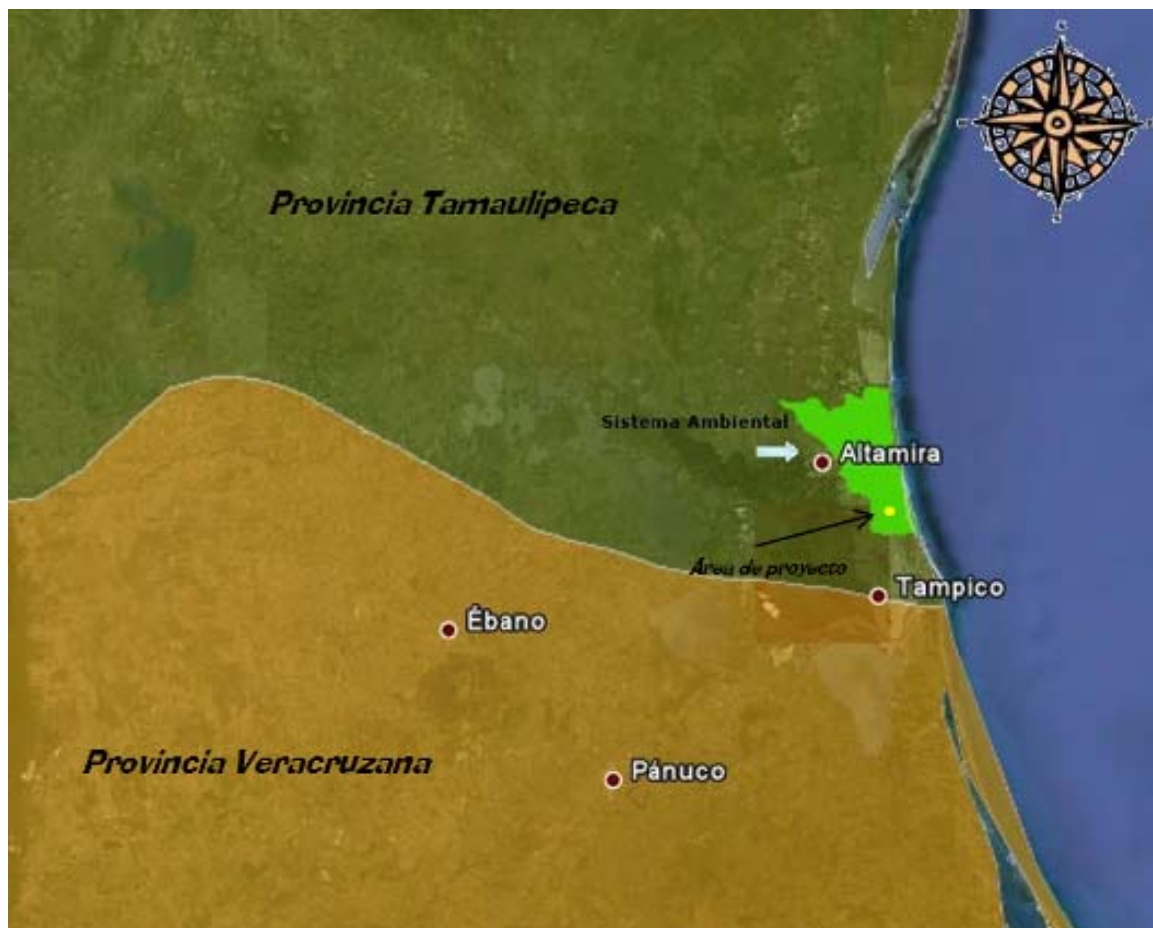 Provincia Tamaulipeca
Sistema Ambiental
Altamira
Área de proyecto
Tampico
Ébano
Provincia Veracruzana
Pánuco